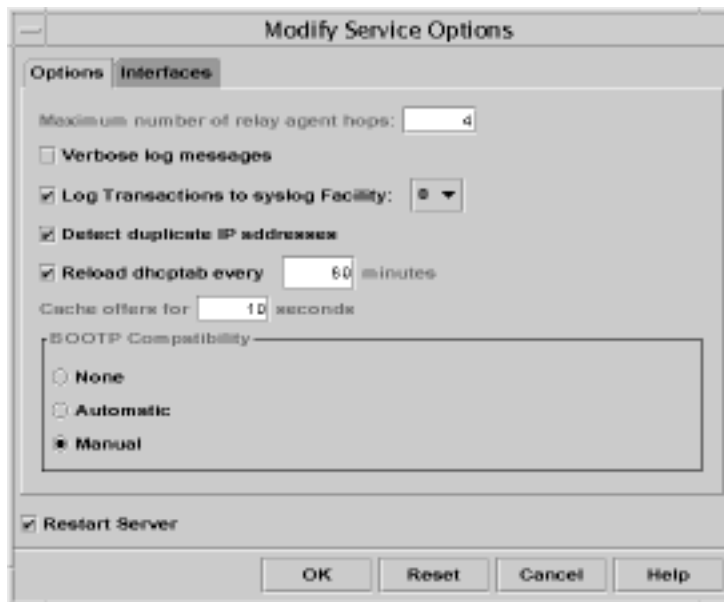 Modify Service Options
Options Interfaces
Maximum number of relay agent hops: 4
Verbose log messages
Log Transactions to syslog Facility: 0
Detect duplicate IP addresses
Reload dhcptab every 60 minutes
Cache offers for 10 seconds
BOOTP Compatibility
None
Automatic
Manual
Restart Server
OK Reset Cancel Help